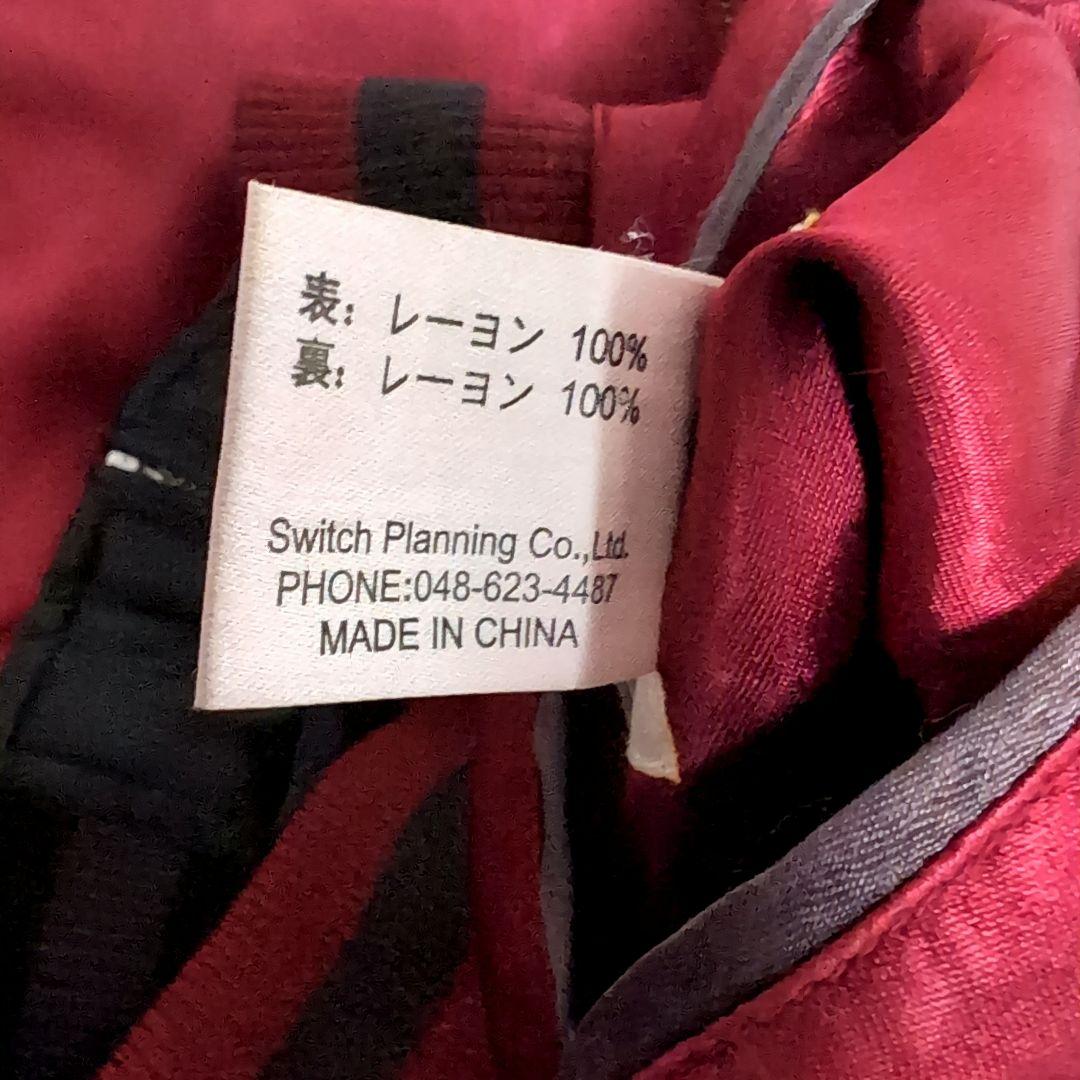 表: レーヨン 100%
裏: レーヨン 100%
Switch Planning Co.,Ltd.
PHONE:048-623-4487
MADE IN CHINA